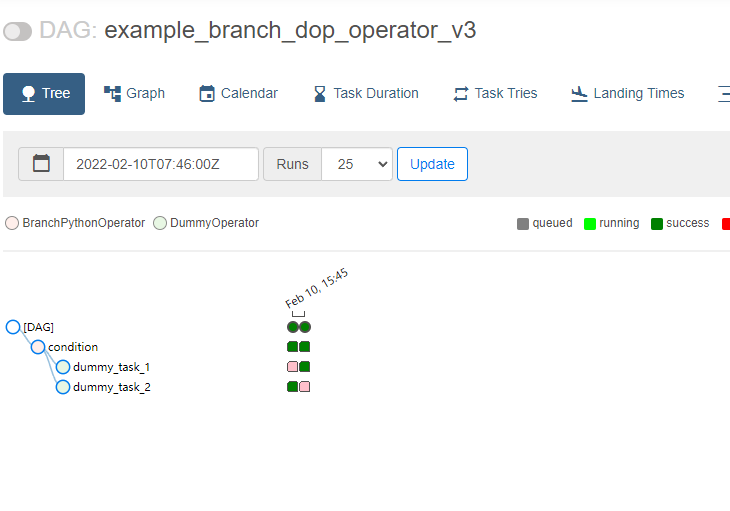 DAG: example_branch_dop_operator_v3
Tree Graph Calendar Task Duration Task Tries Landing Times
2022-02-10T07:46:00Z Runs 25 Update
BranchPythonOperator DummyOperator queued running success
Feb 10, 15:45
[DAG]
condition
dummy_task_1
dummy_task_2